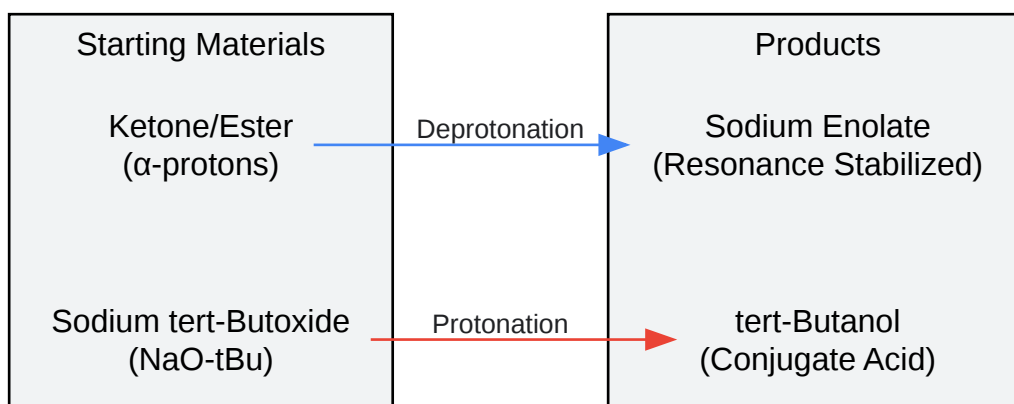 Starting Materials
Products
Ketone/Ester
(α-protons)
Deprotonation
Sodium Enolate
(Resonance Stabilized)
Sodium tert-Butoxide
(NaO-tBu)
Protonation
tert-Butanol
(Conjugate Acid)